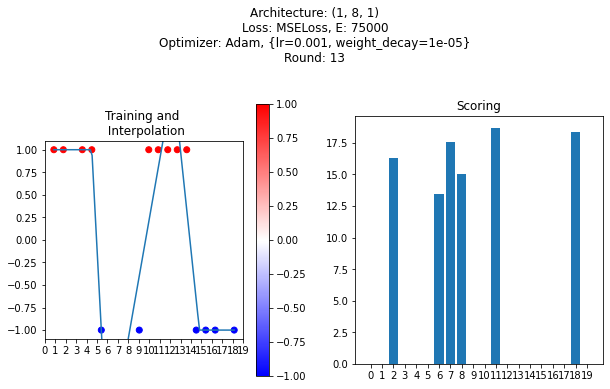 Architecture: (1, 8, 1)
Loss: MSELoss, E: 75000
Optimizer: Adam, {lr=0.001, weight_decay=1e-05}
Round: 13
Training and
Interpolation
1.00
0.75
0.50
0.25
0.00
−0.25
−0.50
−0.75
−1.00
0 1 2 3 4 5 6 7 8 9 10 11 12 13 14 15 16 17 18 19
1.00
0.75
0.50
0.25
0.00
−0.25
−0.50
−0.75
−1.00
Scoring
17.5
15.0
12.5
10.0
7.5
5.0
2.5
0.0
0 1 2 3 4 5 6 7 8 9 10 11 12 13 14 15 16 17 18 19